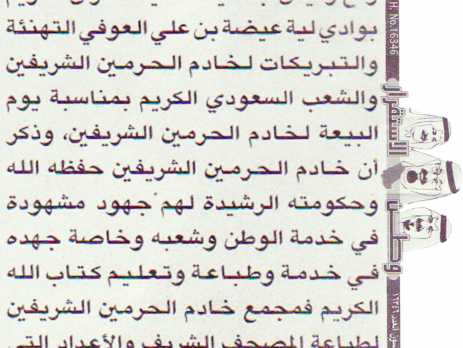 بوادي لية عيضة بن علي العوفي التهنئة
والتبريكات لخادم الحرمين الشريفين
والشعب السعودي الكريم بمناسبة يوم
البيعة لخادم الحرمين الشريفين، وذكر
أن خادم الحرمين الشريفين حفظه الله
وحكومته الرشيدة لهم جهود مشهودة
في خدمة الوطن وشعبه وخاصة جهده
في خدمة وطباعة وتعليم كتاب الله
الكريم فمجمع خادم الحرمين الشريفين
لطباعة المصحف الشريف والأعداد التي
H. No.16346
الاستقرار
وطن